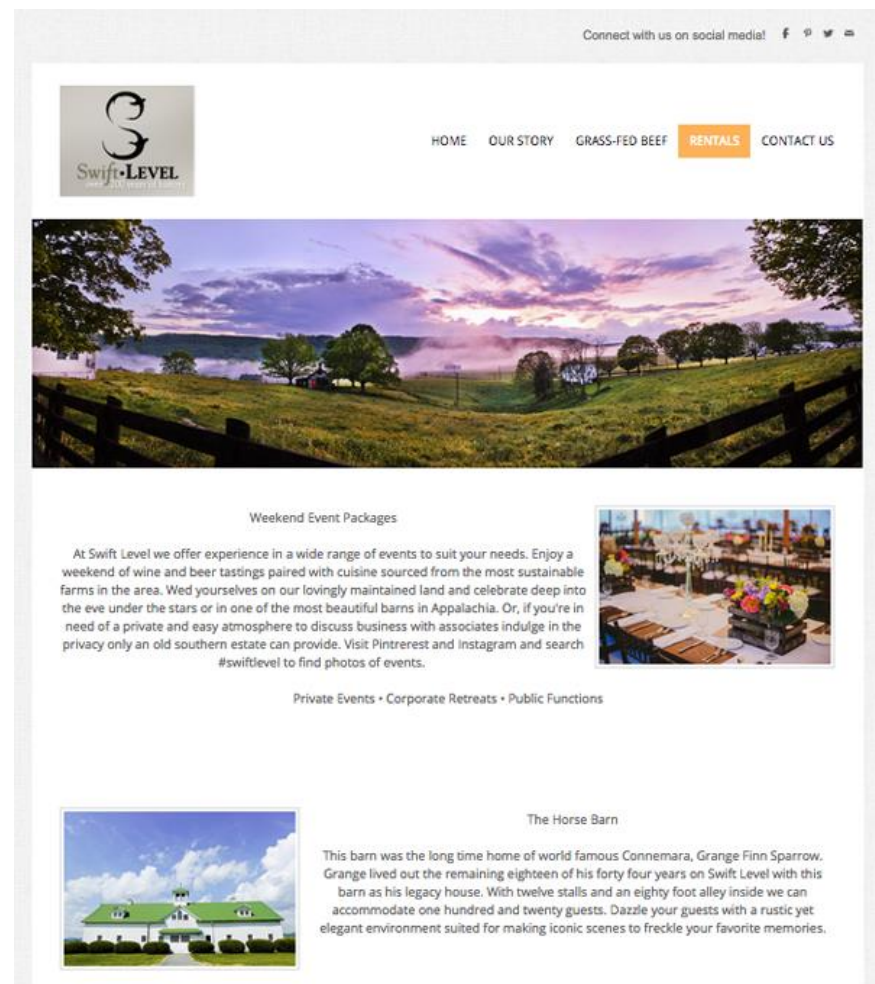 Connect with us on social media!
Swift•LEVEL
over 200 years of history
HOME OUR STORY GRASS-FED BEEF RENTALS CONTACT US
Weekend Event Packages
At Swift Level we offer experience in a wide range of events to suit your needs. Enjoy a
weekend of wine and beer tastings paired with cuisine sourced from the most sustainable
farms in the area. Wed yourselves on our lovingly maintained land and celebrate deep into
the eve under the stars or in one of the most beautiful barns in Appalachia. Or, if you're in
need of a private and easy atmosphere to discuss business with associates indulge in the
privacy only an old southern estate can provide. Visit Pintrerest and Instagram and search
#swiftlevel to find photos of events.
Private Events • Corporate Retreats • Public Functions
The Horse Barn
This barn was the long time home of world famous Connemara, Grange Finn Sparrow.
Grange lived out the remaining eighteen of his forty four years on Swift Level with this
barn as his legacy house. With twelve stalls and an eighty foot alley inside we can
accommodate one hundred and twenty guests. Dazzle your guests with a rustic yet
elegant environment suited for making iconic scenes to freckle your favorite memories.